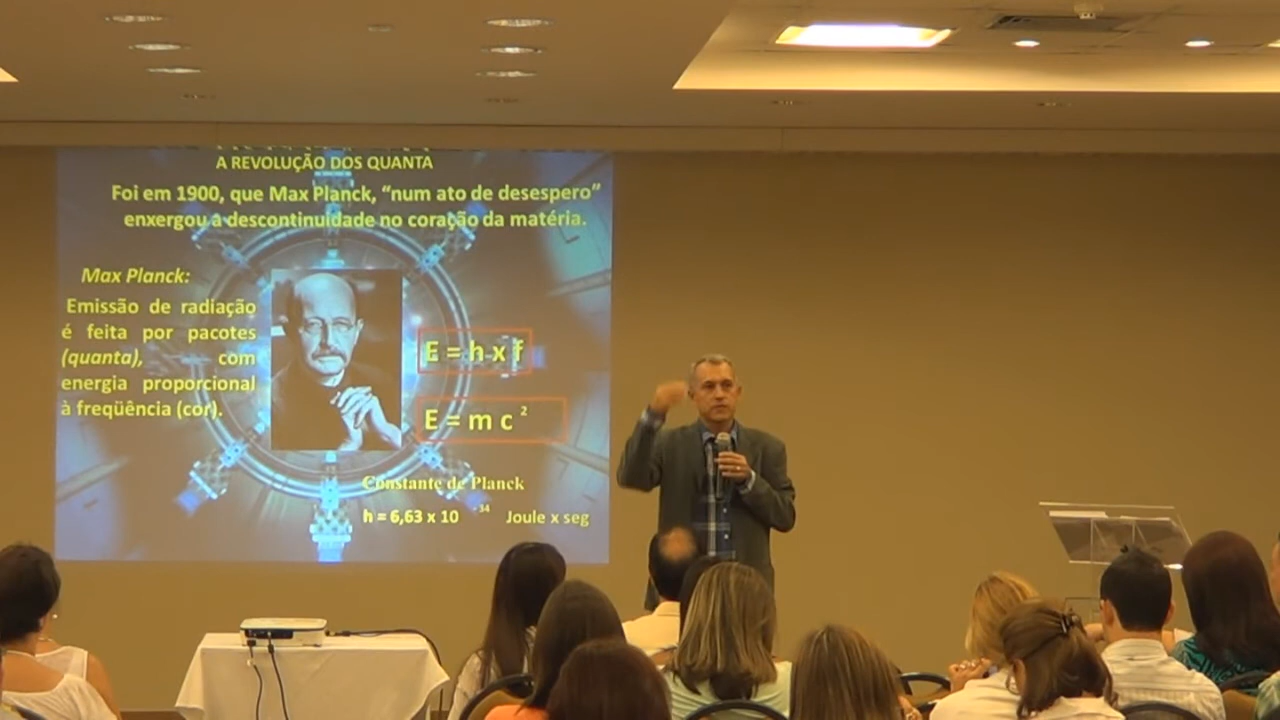 A REVOLUÇÃO DOS QUANTA
Foi em 1900, que Max Planck, “num ato de desespero”
enxergou a descontinuidade no coração da matéria.
Max Planck:
Emissão de radiação
é feita por pacotes
(quanta), com
energia proporcional
à freqüência (cor).
E = h x f
E = m c ²
Constante de Planck
h = 6,63 x 10 ⁻³⁴ Joule x seg